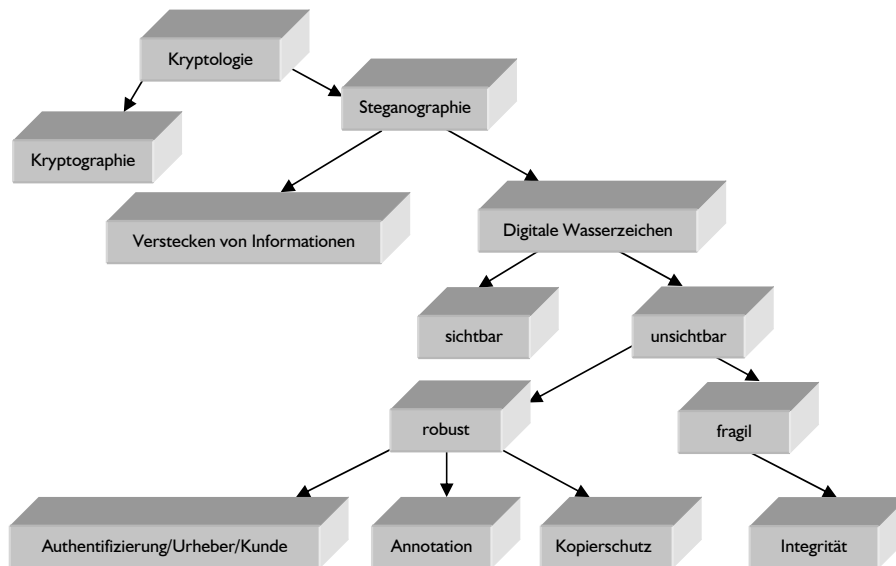 Kryptologie
Steganographie
Kryptographie
Verstecken von Informationen
Digitale Wasserzeichen
sichtbar
unsichtbar
robust
fragil
Authentifizierung/Urheber/Kunde
Annotation
Kopierschutz
Integrität